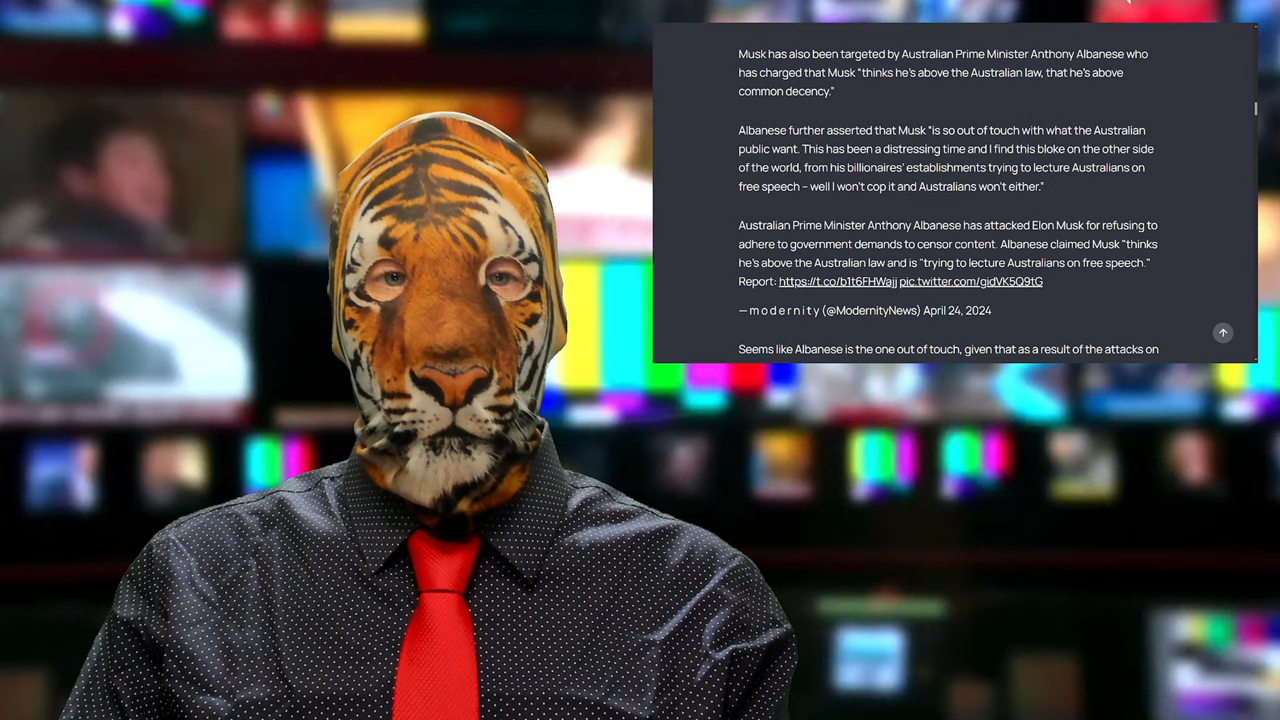 Musk has also been targeted by Australian Prime Minister Anthony Albanese who
has charged that Musk "thinks he's above the Australian law, that he's above
common decency."
Albanese further asserted that Musk "is so out of touch with what the Australian
public want. This has been a distressing time and I find this bloke on the other side
of the world, from his billionaires' establishments trying to lecture Australians on
free speech – well I won't cop it and Australians won't either."
Australian Prime Minister Anthony Albanese has attacked Elon Musk for refusing to
adhere to government demands to censor content. Albanese claimed Musk "thinks
he's above the Australian law and is "trying to lecture Australians on free speech."
Report: https://t.co/b1t6FHWajj pic.twitter.com/gidVK5Q9tG
— m o d e r n i t y (@ModernityNews) April 24, 2024
Seems like Albanese is the one out of touch, given that as a result of the attacks on